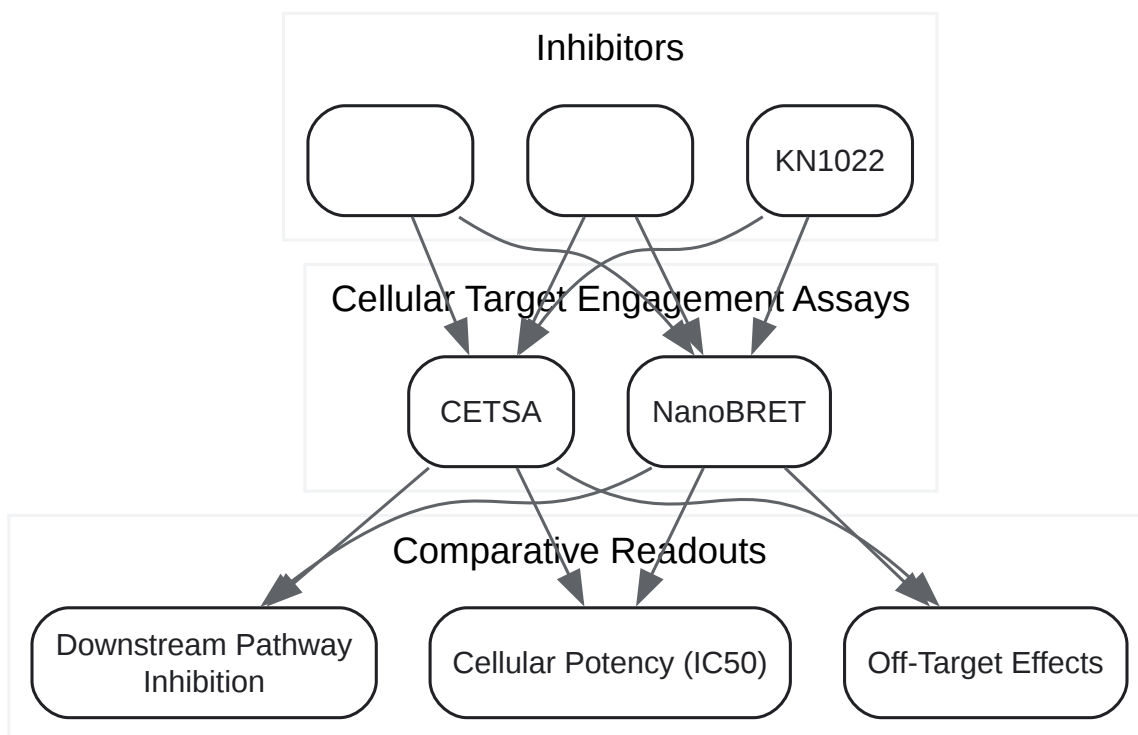 Inhibitors
KN1022
Cellular Target Engagement Assays
CETSA
NanoBRET
Comparative Readouts
Downstream Pathway
Inhibition
Cellular Potency (IC50)
Off-Target Effects